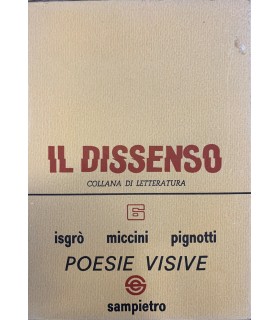 IL DISSENSO
COLLANA DI LETTERATURA
6
isgrò miccini pignotti
POESIE VISIVE
sampietro